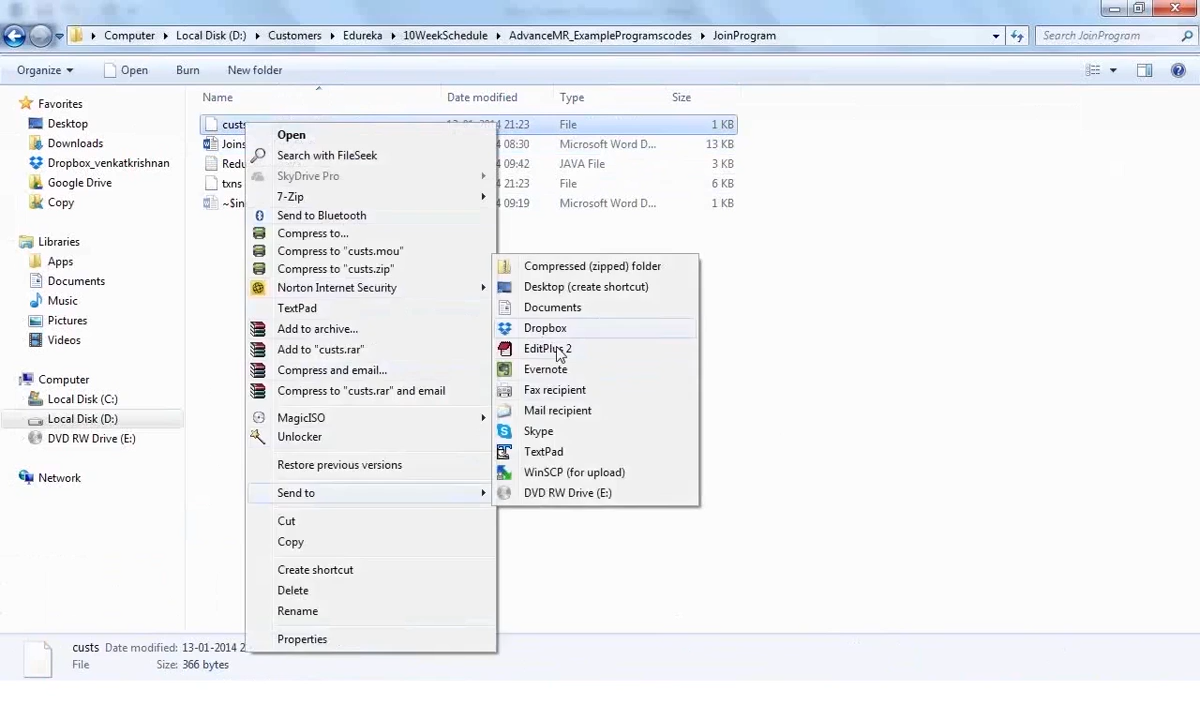 Computer ▸ Local Disk (D:) ▸ Customers ▸ Edureka ▸ 10WeekSchedule ▸ AdvanceMR_ExampleProgramscodes ▸ JoinProgram
Search JoinProgram
Organize Open Burn New folder
Name Date modified Type Size
Favorites
Desktop
Downloads
Dropbox_venkatkrishnan
Google Drive
Copy
Libraries
Apps
Documents
Music
Pictures
Videos
Computer
Local Disk (C:)
Local Disk (D:)
DVD RW Drive (E:)
Network
custs 21:23 File 1 KB
Joins 08:30 Microsoft Word D... 13 KB
Redu 09:42 JAVA File 3 KB
txns 21:23 File 6 KB
09:19 Microsoft Word D... 1 KB
Open
Search with FileSeek
SkyDrive Pro
7-Zip
Send to Bluetooth
Compress to...
Compress to "custs.mou"
Compress to "custs.zip"
Norton Internet Security
TextPad
Add to archive...
Add to "custs.rar"
Compress and email...
Compress to "custs.rar" and email
MagicISO
Unlocker
Restore previous versions
Send to
Cut
Copy
Create shortcut
Delete
Rename
Properties
Compressed (zipped) folder
Desktop (create shortcut)
Documents
Dropbox
EditPlus 2
Evernote
Fax recipient
Mail recipient
Skype
TextPad
WinSCP (for upload)
DVD RW Drive (E:)
custs Date modified: 13-01-2014 2
File Size: 366 bytes